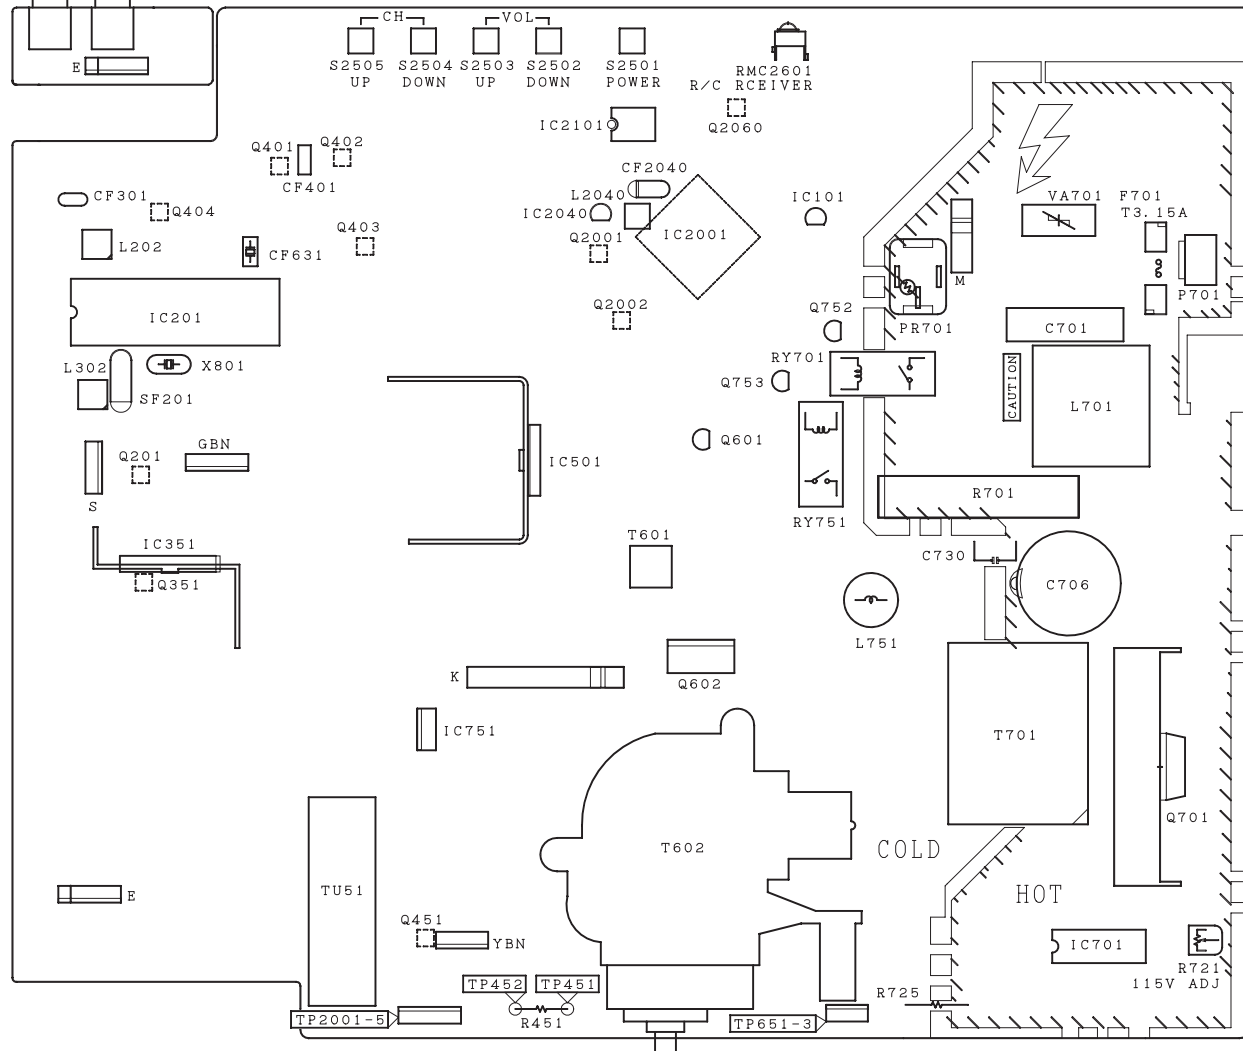 CH
VOL
E
S2505
UP
S2504
DOWN
S2503
UP
S2502
DOWN
S2501
POWER
RMC2601
R/C RCEIVER
IC2101
Q2060
Q401
Q402
CF401
CF2040
CF301
Q404
L2040
IC2040
IC101
VA701
F701
T3.15A
L202
CF631
Q403
Q2001
IC2001
M
P701
IC201
Q2002
Q752
PR701
C701
L302
X801
SF201
RY701
Q753
CAUTION
L701
Q201
GBN
IC501
Q601
S
R701
RY751
IC351
T601
C730
Q351
C706
L751
K
Q602
IC751
T701
Q701
T602
COLD
TU51
E
HOT
Q451
YBN
IC701
R721
115V ADJ
TP452
TP451
R725
TP2001-5
R451
TP651-3